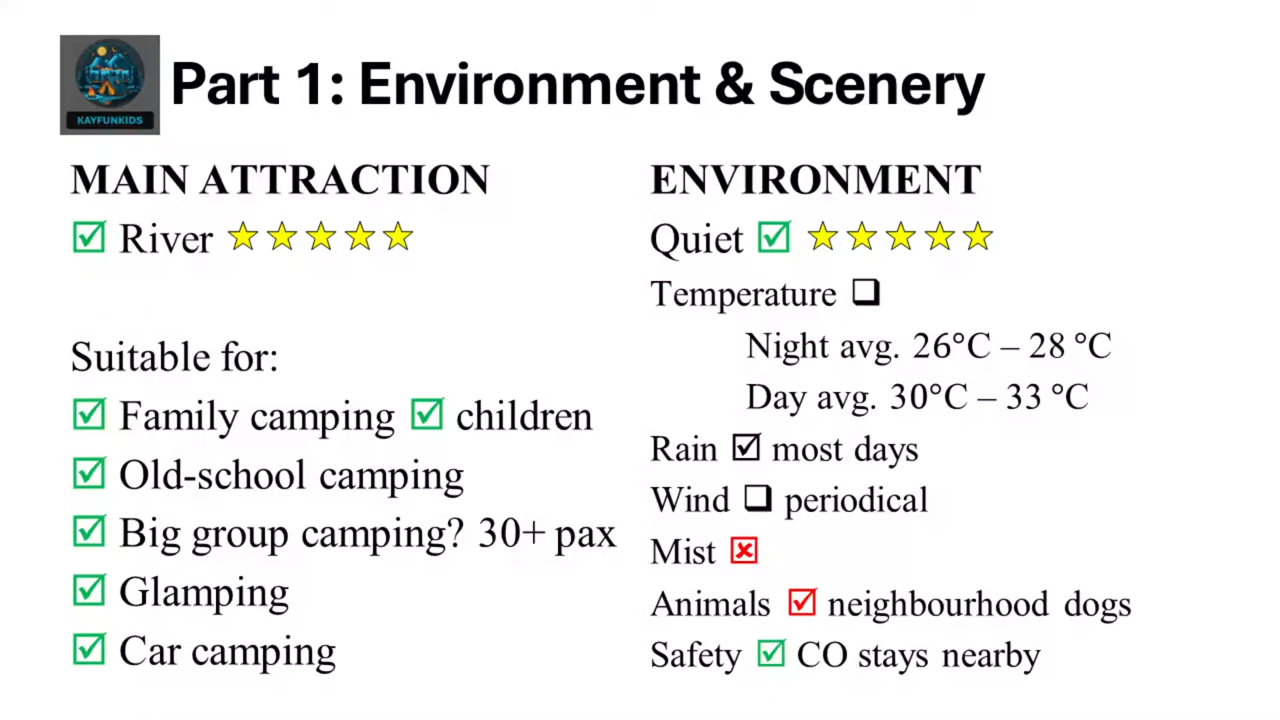 KAYFUNKIDS
Part 1: Environment & Scenery
MAIN ATTRACTION
☑ River ★★★★★
Suitable for:
☑ Family camping ☑ children
☑ Old-school camping
☑ Big group camping? 30+ pax
☑ Glamping
☑ Car camping
ENVIRONMENT
Quiet ☑ ★★★★★
Temperature ❑
Night avg. 26°C – 28 °C
Day avg. 30°C – 33 °C
Rain ☑ most days
Wind ❑ periodical
Mist ☒
Animals ☑ neighbourhood dogs
Safety ☑ CO stays nearby